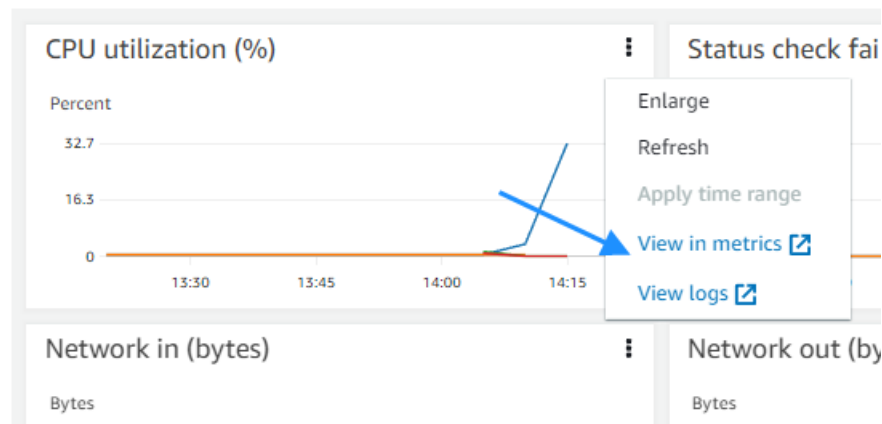 CPU utilization (%)
Percent
32.7
16.3
0
13:30 13:45 14:00 14:15
Status check fai
Enlarge
Refresh
Apply time range
View in metrics
View logs
Network in (bytes)
Bytes
Network out (by
Bytes